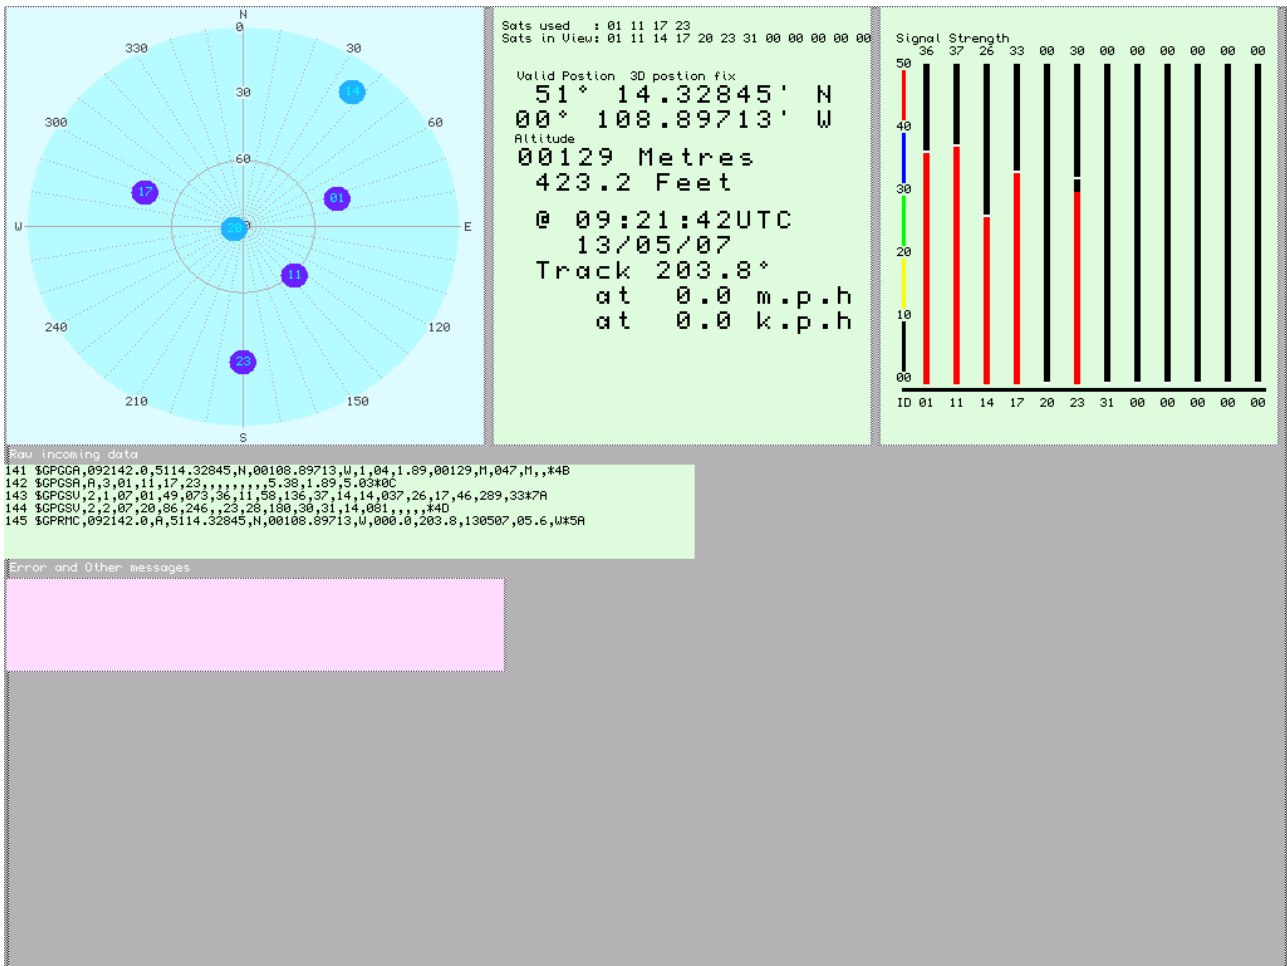 N
0
330
30
14
30
300
60
60
17
01
W
20
E
11
240
120
23
210
150
S
Sats used : 01 11 17 23
Sats in View: 01 11 14 17 20 23 31 00 00 00 00 00
Valid Postion 3D postion fix
51° 14.32845' N
00° 108.89713' W
Altitude
00129 Metres
423.2 Feet
@ 09:21:42UTC
13/05/07
Track 203.8°
at 0.0 m.p.h
at 0.0 k.p.h
Signal Strength
36 37 26 33 00 30 00 00 00 00 00 00
50
40
30
20
10
00
ID 01 11 14 17 20 23 31 00 00 00 00 00
Raw incoming data
141 $GPGGA,092142.0,5114.32845,N,00108.89713,W,1,04,1.89,00129,M,047,M,,*4B
142 $GPGSA,A,3,01,11,17,23,,,,,,,,,5.38,1.89,5.03*0C
143 $GPGSV,2,1,07,01,49,073,36,11,58,136,37,14,14,037,26,17,46,289,33*7A
144 $GPGSV,2,2,07,20,86,246,,23,28,180,30,31,14,081,,,,,*4D
145 $GPRMC,092142.0,A,5114.32845,N,00108.89713,W,000.0,203.8,130507,05.6,W*5A
Error and Other messages